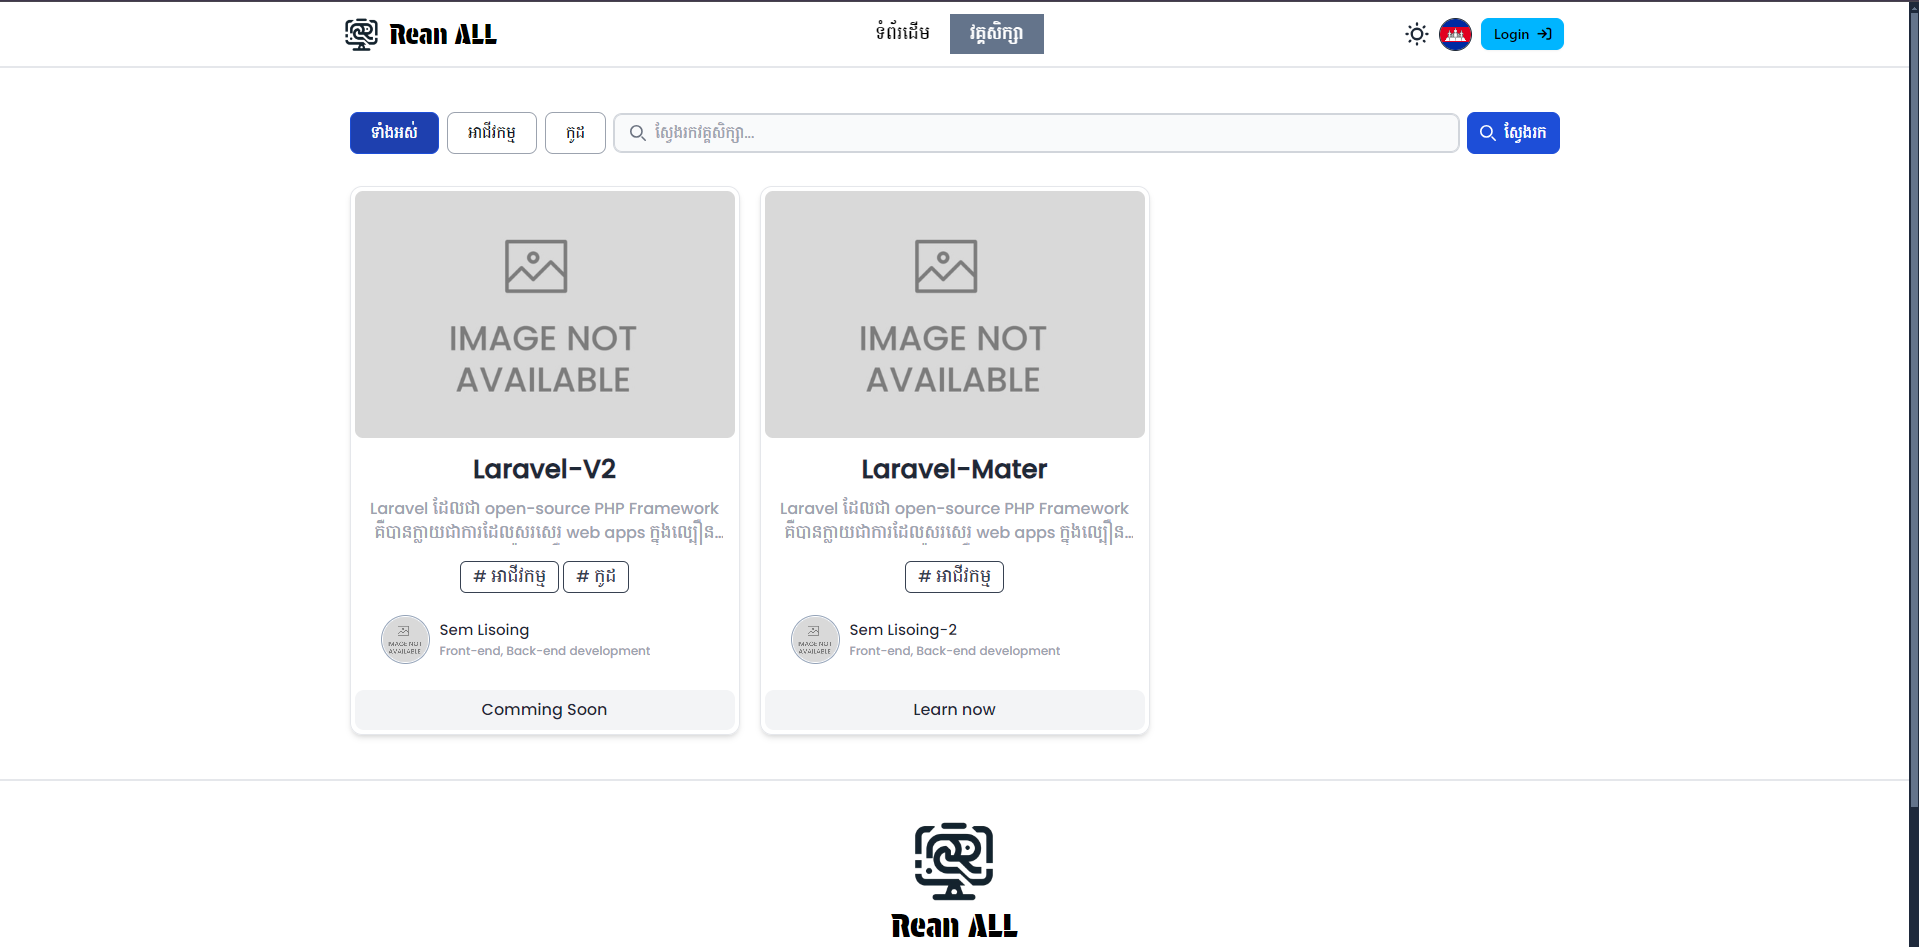 Rean ALL
ទំព័រដើម
វគ្គសិក្សា
Login
ទាំងអស់
អាជីវកម្ម
កូដ
ស្វែងរកវគ្គសិក្សា...
ស្វែងរក
IMAGE NOT
AVAILABLE
Laravel-V2
Laravel ដែលជា open-source PHP Framework
គឺបានក្លាយជាការដែលសរសេរ web apps ក្នុងល្បឿន...
# អាជីវកម្ម # កូដ
IMAGE NOT
AVAILABLE
Sem Lisoing
Front-end, Back-end development
Comming Soon
IMAGE NOT
AVAILABLE
Laravel-Mater
Laravel ដែលជា open-source PHP Framework
គឺបានក្លាយជាការដែលសរសេរ web apps ក្នុងល្បឿន...
# អាជីវកម្ម
IMAGE NOT
AVAILABLE
Sem Lisoing-2
Front-end, Back-end development
Learn now
Rean ALL